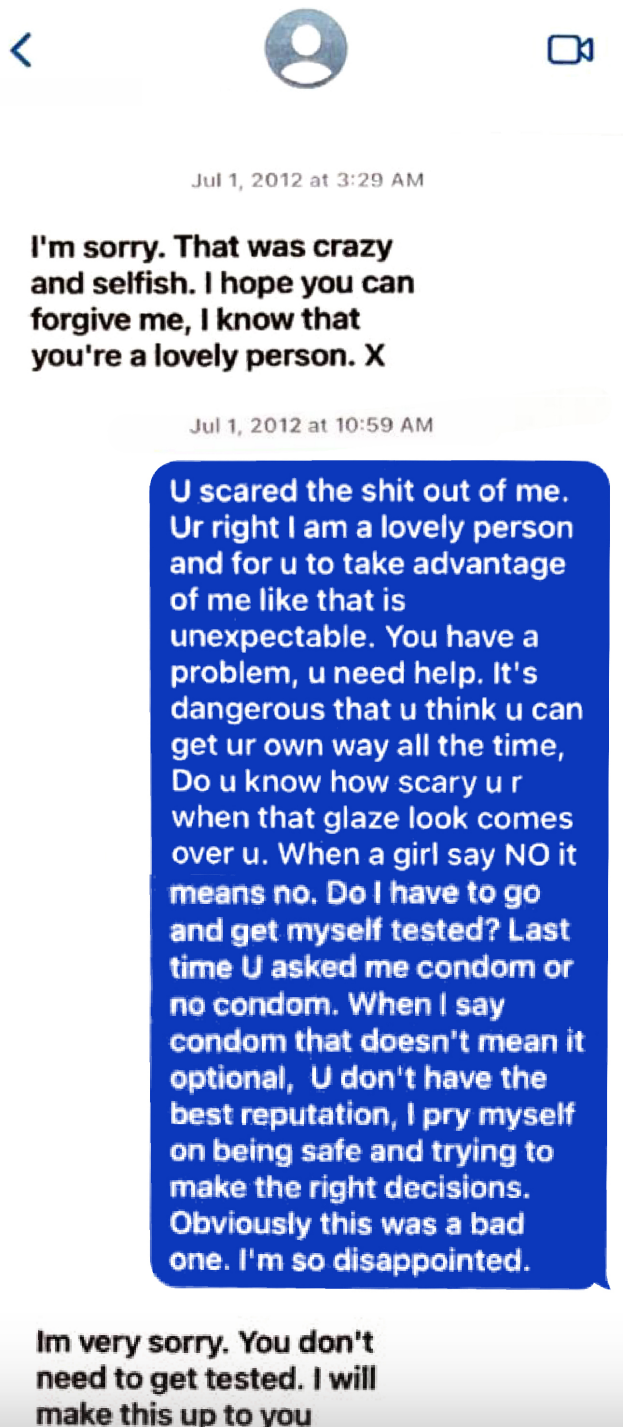 Jul 1, 2012 at 3:29 AM
I'm sorry. That was crazy
and selfish. I hope you can
forgive me, I know that
you're a lovely person. X
Jul 1, 2012 at 10:59 AM
U scared the shit out of me.
Ur right I am a lovely person
and for u to take advantage
of me like that is
unexpectable. You have a
problem, u need help. It's
dangerous that u think u can
get ur own way all the time,
Do u know how scary u r
when that glaze look comes
over u. When a girl say NO it
means no. Do I have to go
and get myself tested? Last
time U asked me condom or
no condom. When I say
condom that doesn't mean it
optional,  U don't have the
best reputation, I pry myself
on being safe and trying to
make the right decisions.
Obviously this was a bad
one. I'm so disappointed.
Im very sorry. You don't
need to get tested. I will
make this up to you